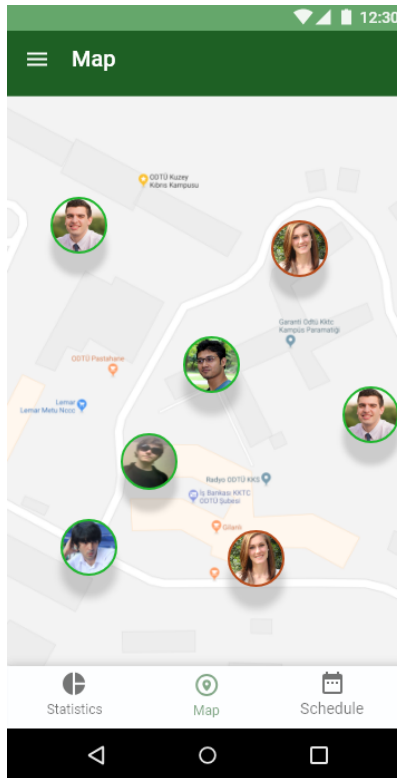 12:30
Map
ODTÜ Kuzey
Kıbrıs Kampusu
Garanti Odtü Kktc
Kampüs Paramatiği
ODTÜ Pastahane
Lemar
Lemar Metu Ncc
Radyo ODTÜ KKS
İş Bankası KKTC
ODTÜ Şubesi
Gilanlı
Statistics
Map
Schedule